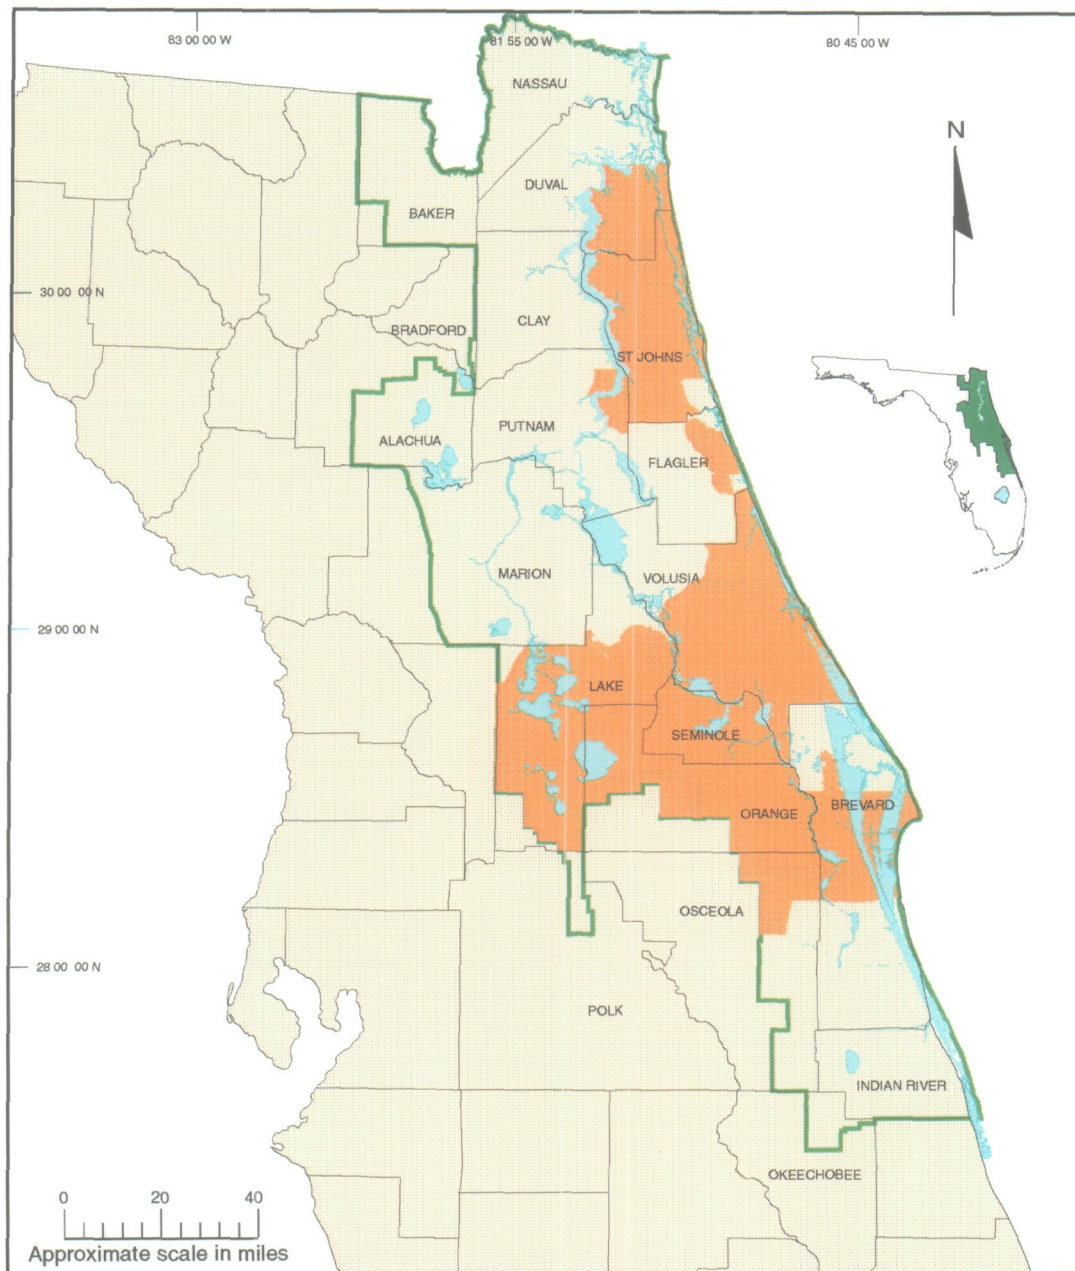 83 00 00 W
81 55 00 W
80 45 00 W
NASSAU
N
DUVAL
BAKER
30 00 00 N
CLAY
BRADFORD
ST JOHNS
PUTNAM
ALACHUA
FLAGLER
MARION
VOLUSIA
29 00 00 N
LAKE
SEMINOLE
BREVARD
ORANGE
OSCEOLA
28 00 00 N
POLK
INDIAN RIVER
OKEECHOBEE
0 20 40
Approximate scale in miles